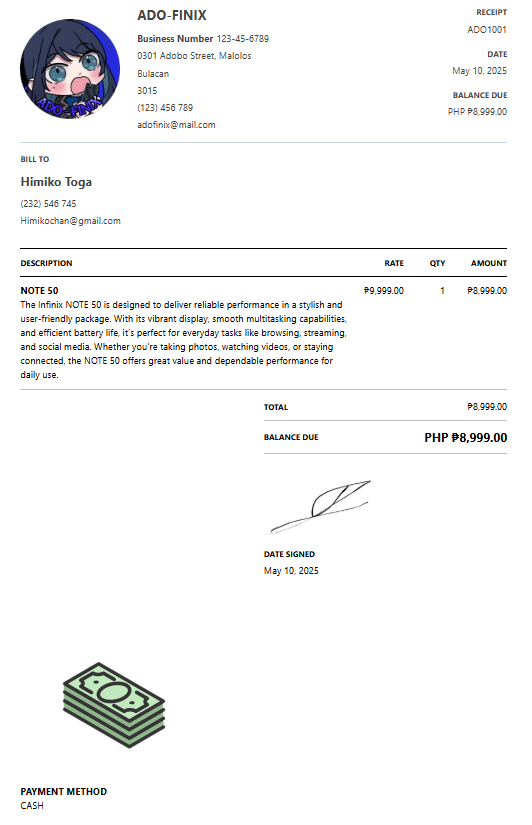 ADO-FINIX
Business Number 123-45-6789
0301 Adobo Street, Malolos
Bulacan
3015
(123) 456 789
adofinix@mail.com
RECEIPT
ADO1001
DATE
May 10, 2025
BALANCE DUE
PHP ₱8,999.00
ADO-FINIX
BILL TO
Himiko Toga
(232) 546 745
Himikochan@gmail.com
DESCRIPTION RATE QTY AMOUNT
NOTE 50 ₱9,999.00 1 ₱8,999.00
The Infinix NOTE 50 is designed to deliver reliable performance in a stylish and
user-friendly package. With its vibrant display, smooth multitasking capabilities,
and efficient battery life, it's perfect for everyday tasks like browsing, streaming,
and social media. Whether you're taking photos, watching videos, or staying
connected, the NOTE 50 offers great value and dependable performance for
daily use.
TOTAL ₱8,999.00
BALANCE DUE PHP ₱8,999.00
DATE SIGNED
May 10, 2025
PAYMENT METHOD
CASH